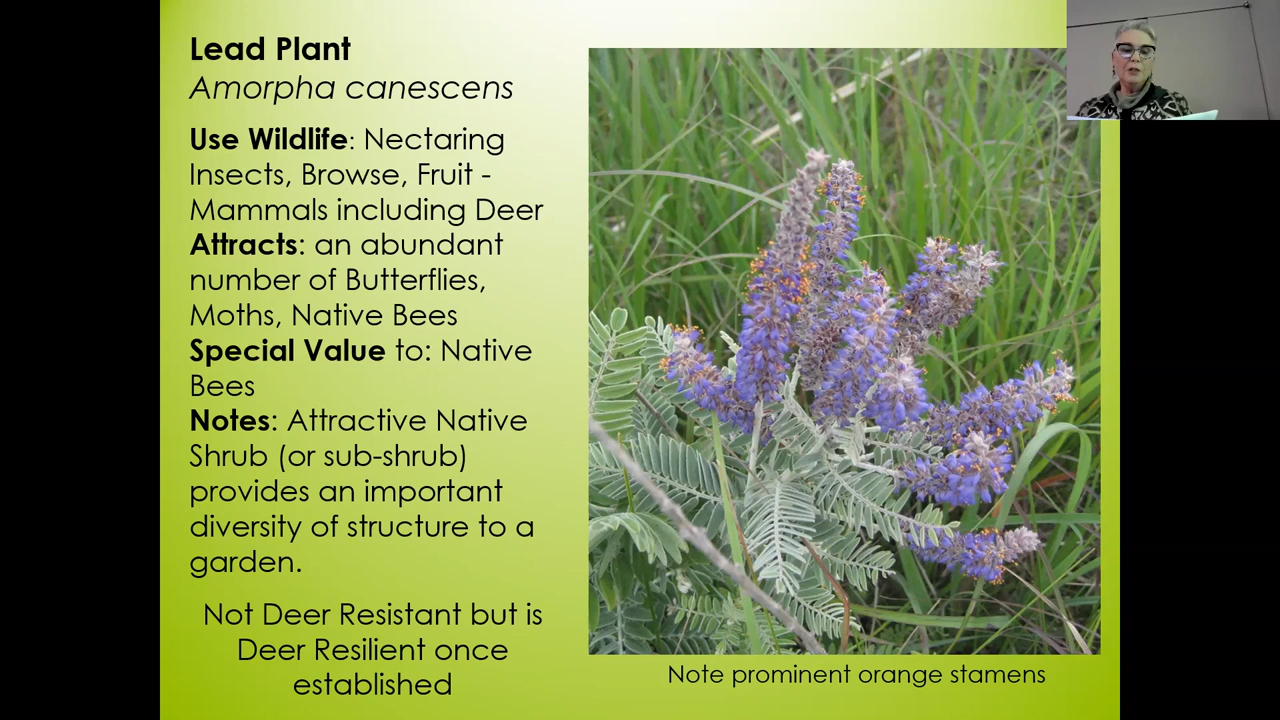 Lead Plant
Amorpha canescens
Use Wildlife: Nectaring
Insects, Browse, Fruit -
Mammals including Deer
Attracts: an abundant
number of Butterflies,
Moths, Native Bees
Special Value to: Native
Bees
Notes: Attractive Native
Shrub (or sub-shrub)
provides an important
diversity of structure to a
garden.
Not Deer Resistant but is
Deer Resilient once
established
Note prominent orange stamens